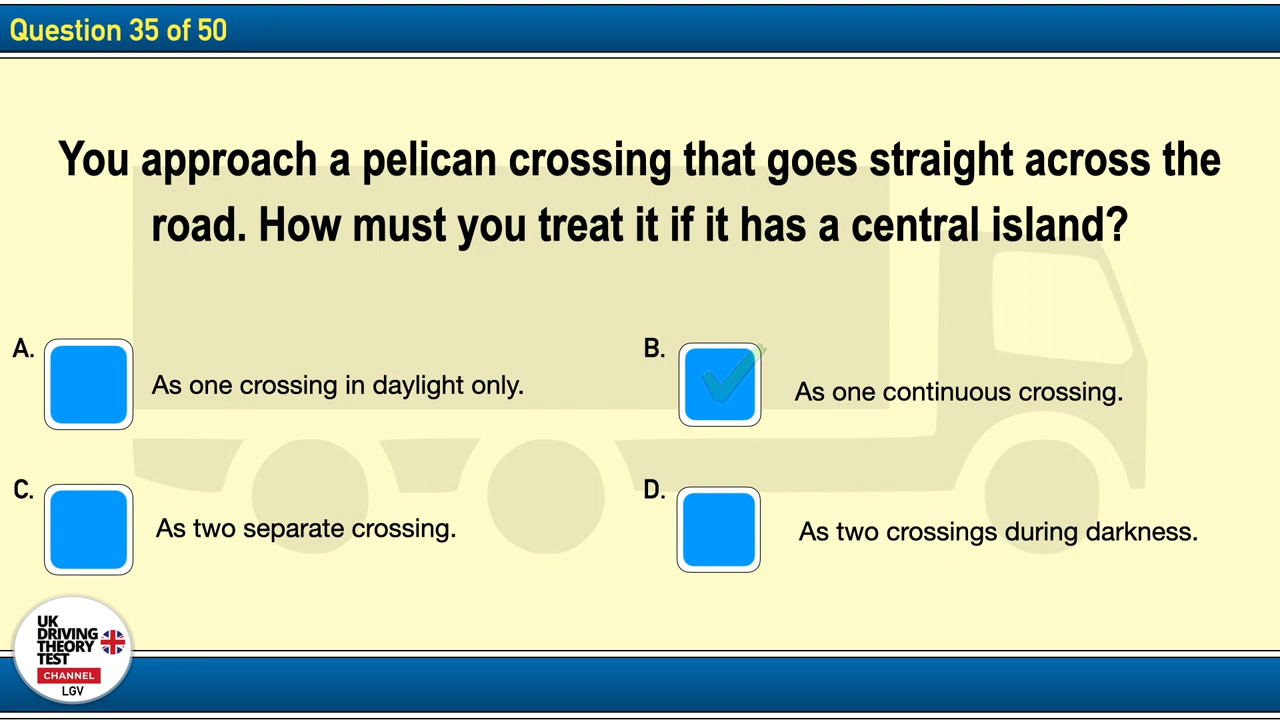 Question 35 of 50
You approach a pelican crossing that goes straight across the
road. How must you treat it if it has a central island?
A.
As one crossing in daylight only.
B.
As one continuous crossing.
C.
As two separate crossing.
D.
As two crossings during darkness.
UK
DRIVING
THEORY
TEST
CHANNEL
LGV